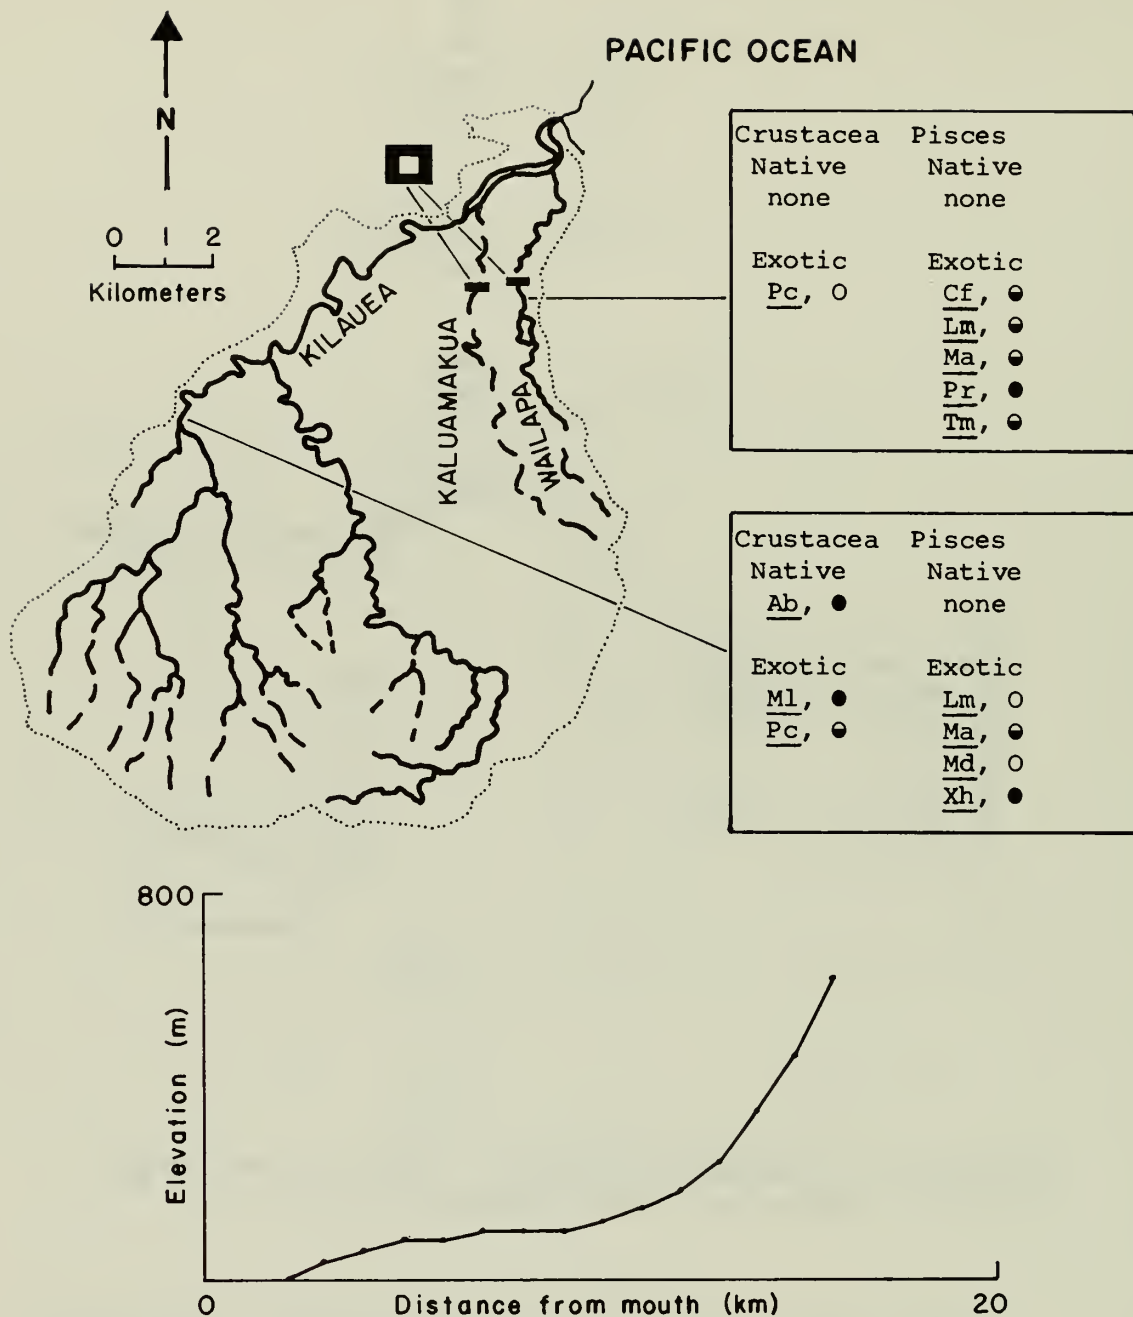 PACIFIC OCEAN
N
0 1 2
Kilometers
KILAUEA
KALUAMAKUA
WAILAPA
Crustacea Pisces
Native Native
none none
Exotic Exotic
Pc, ○ Cf, ◒
Lm, ◒
Ma, ◒
Pr, ●
Tm, ◒
Crustacea Pisces
Native Native
Ab, ● none
Exotic Exotic
Ml, ● Lm, ○
Pc, ◒ Ma, ◒
Md, ○
Xh, ●
800
Elevation (m)
0 Distance from mouth (km) 20